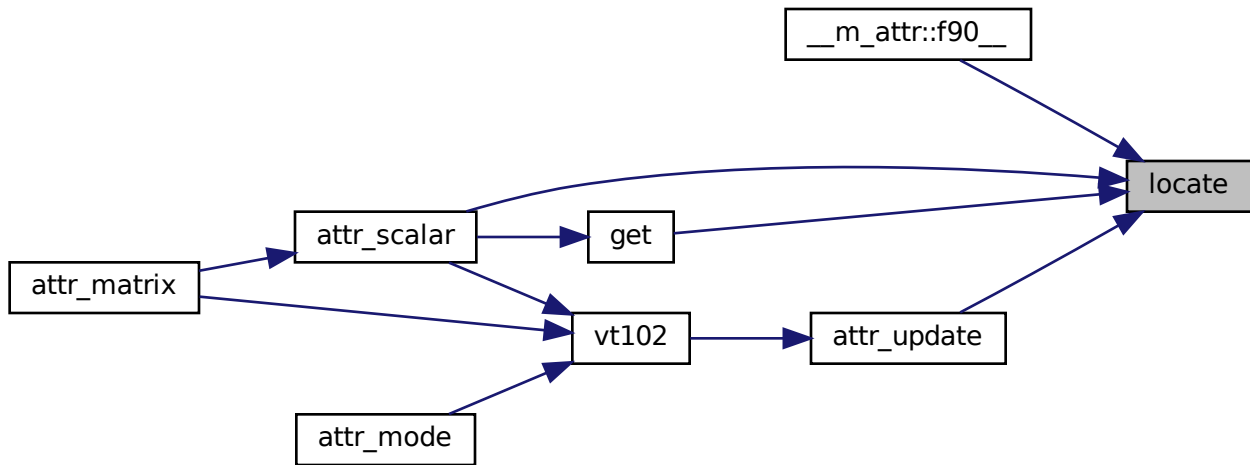 __m_attr::f90__
locate
attr_scalar
get
attr_matrix
vt102
attr_update
attr_mode